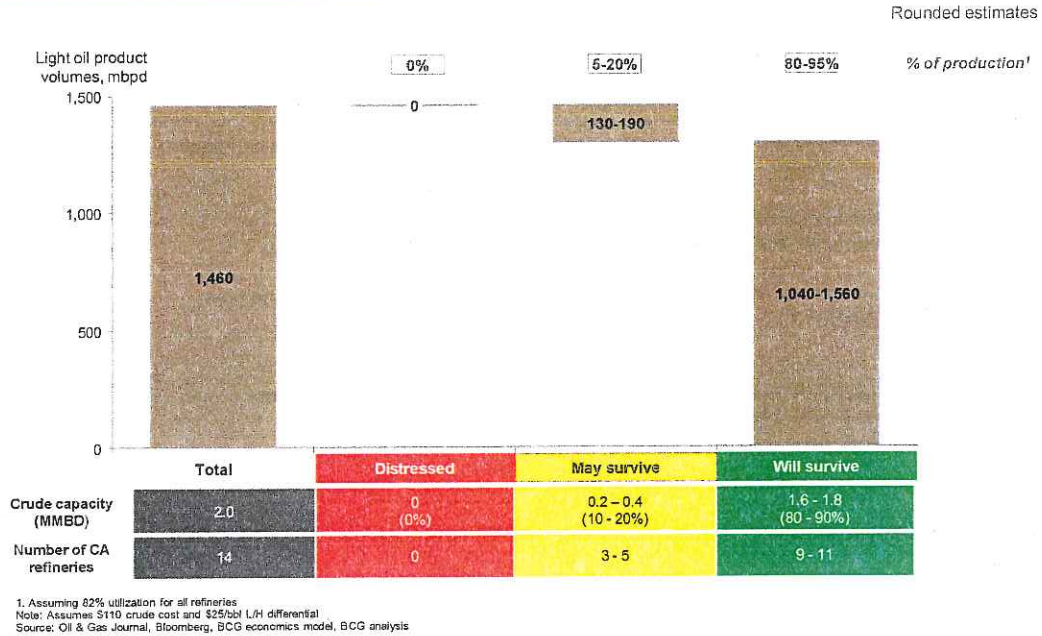 Rounded estimates
Light oil product
volumes, mbpd
0%
5-20%
80-95%
% of production¹
1,500
1,000
500
0
1,460
0
130-190
1,040-1,560
Total
Distressed
May survive
Will survive
Crude capacity
(MMBD)
2.0
0
(0%)
0.2 – 0.4
(10 - 20%)
1.6 - 1.8
(80 - 90%)
Number of CA
refineries
14
0
3 - 5
9 - 11
1. Assuming 82% utilization for all refineries
Note: Assumes $110 crude cost and $25/bbl L/H differential
Source: Oil & Gas Journal, Bloomberg, BCG economics model, BCG analysis